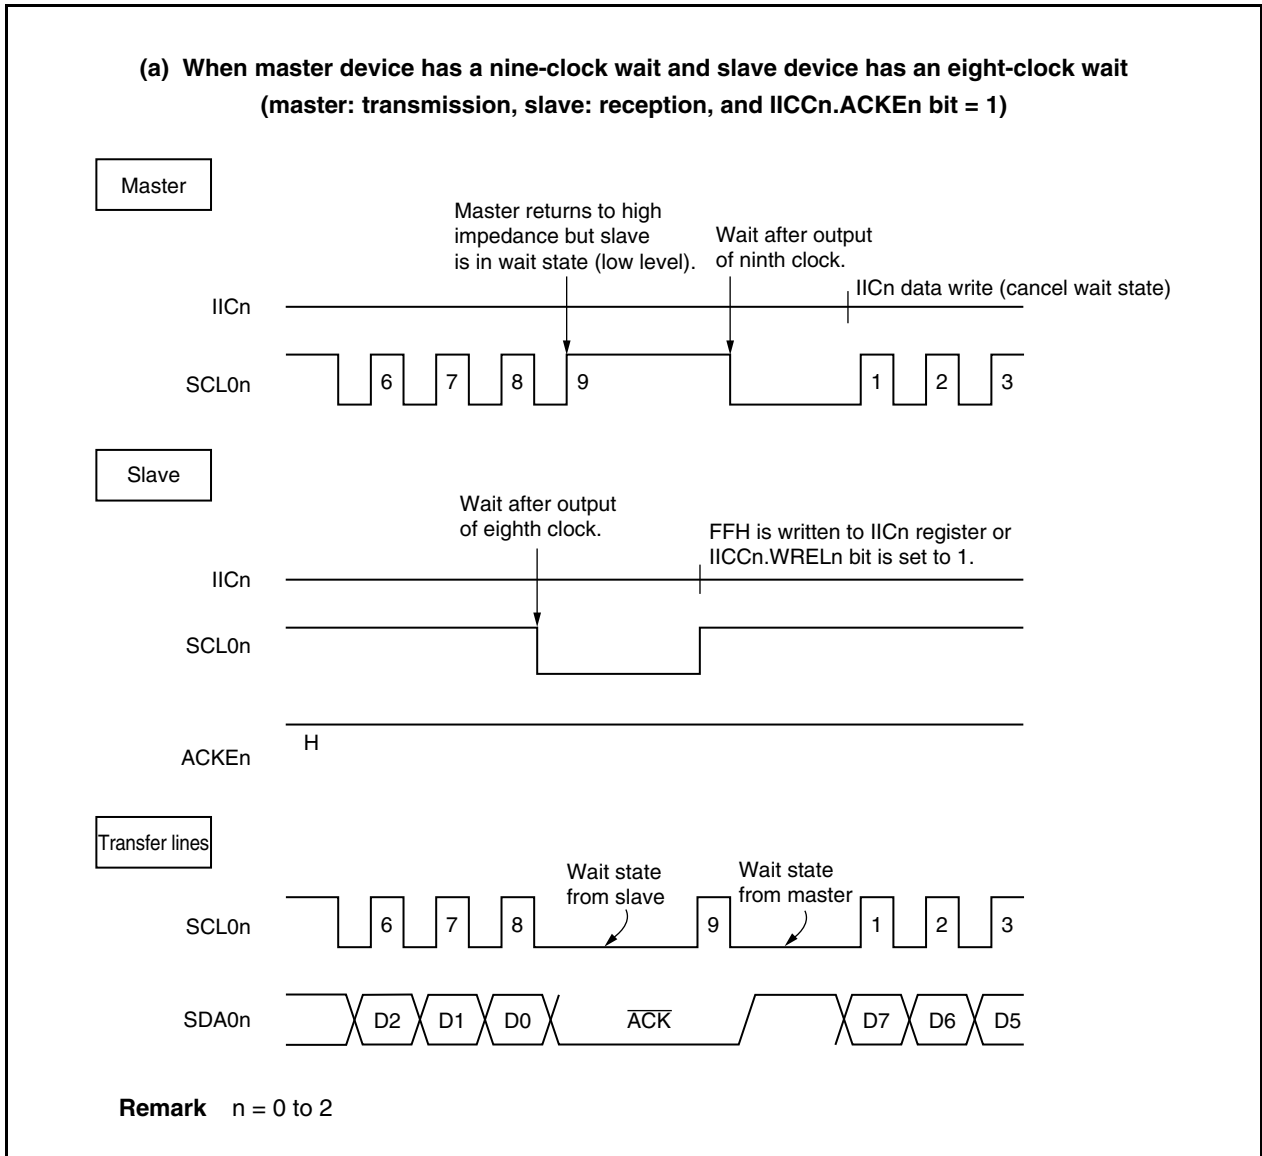 (a) When master device has a nine-clock wait and slave device has an eight-clock wait
(master: transmission, slave: reception, and IICCn.ACKEn bit = 1)
Master
Master returns to high
impedance but slave
is in wait state (low level).
Wait after output
of ninth clock.
IICn data write (cancel wait state)
IICn
SCL0n
6 7 8 9 1 2 3
Slave
Wait after output
of eighth clock.
FFH is written to IICn register or
IICCn.WRELn bit is set to 1.
IICn
SCL0n
H
ACKEn
Transfer lines
Wait state
from slave
Wait state
from master
SCL0n
6 7 8 9 1 2 3
SDA0n
D2 D1 D0 ACK D7 D6 D5
Remark n = 0 to 2